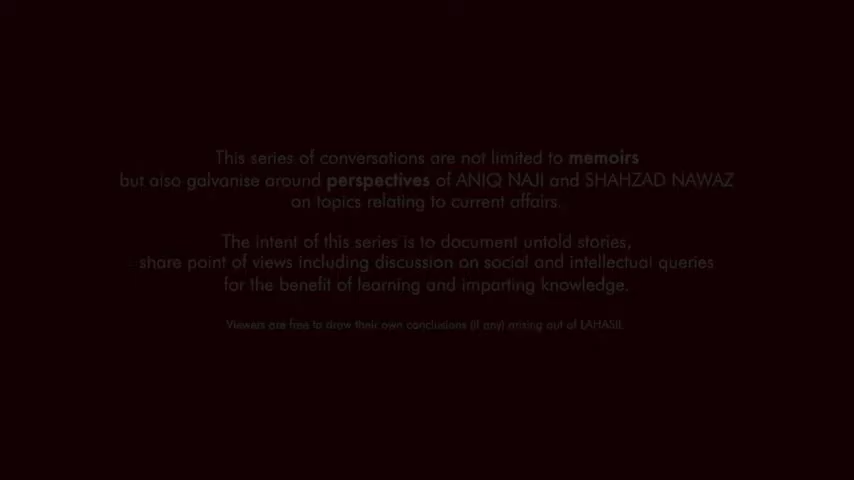 This series of conversations are not limited to memoirs
but also galvanise around perspectives of ANIQ NAJI and SHAHZAD NAWAZ
on topics relating to current affairs.
The intent of this series is to document untold stories,
share point of views including discussion on social and intellectual queries
for the benefit of learning and imparting knowledge.
Viewers are free to draw their own conclusions (if any) arising out of LAHASIL